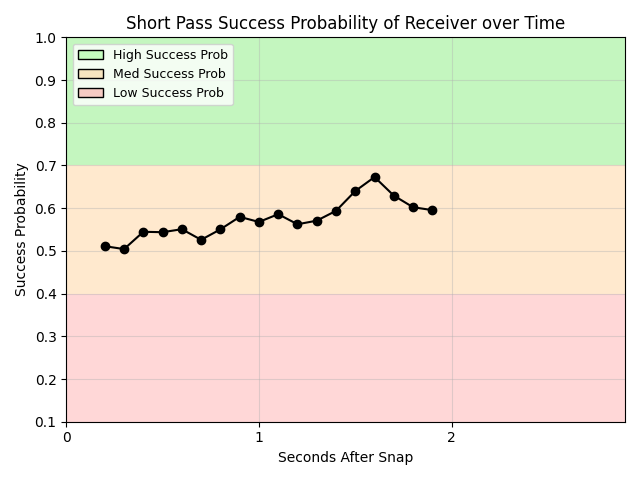 Short Pass Success Probability of Receiver over Time
High Success Prob
Med Success Prob
Low Success Prob
Success Probability
1.0
0.9
0.8
0.7
0.6
0.5
0.4
0.3
0.2
0.1
0 1 2
Seconds After Snap